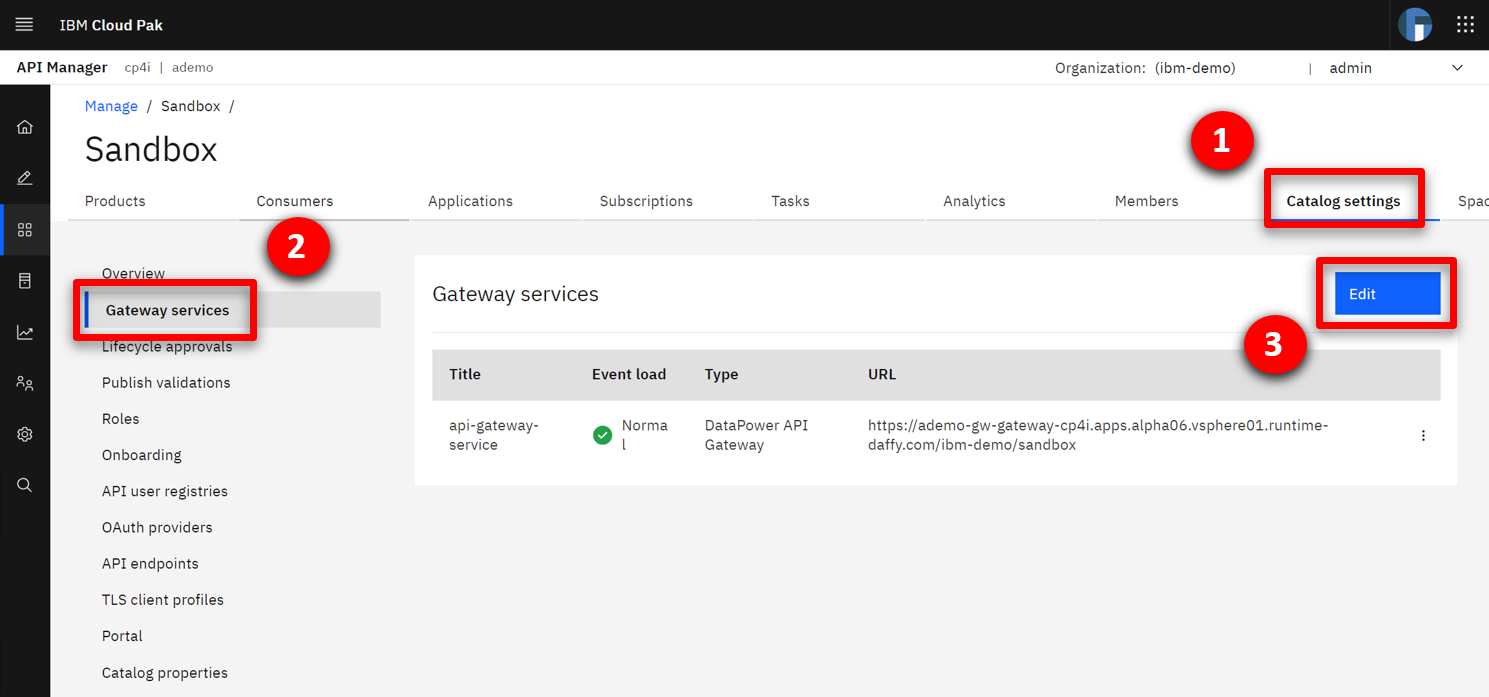 IBM Cloud Pak
API Manager cp4i | ademo Organization: (ibm-demo) | admin
Manage / Sandbox /
Sandbox
1
Products Consumers Applications Subscriptions Tasks Analytics Members Catalog settings Spac
2
Overview
Gateway services
Lifecycle approvals
Publish validations
Roles
Onboarding
API user registries
OAuth providers
API endpoints
TLS client profiles
Portal
Catalog properties
Gateway services
Edit
3
Title Event load Type URL
api-gateway- Norma DataPower API https://ademo-gw-gateway-cp4i.apps.alpha06.vsphere01.runtime-
service l Gateway daffy.com/ibm-demo/sandbox